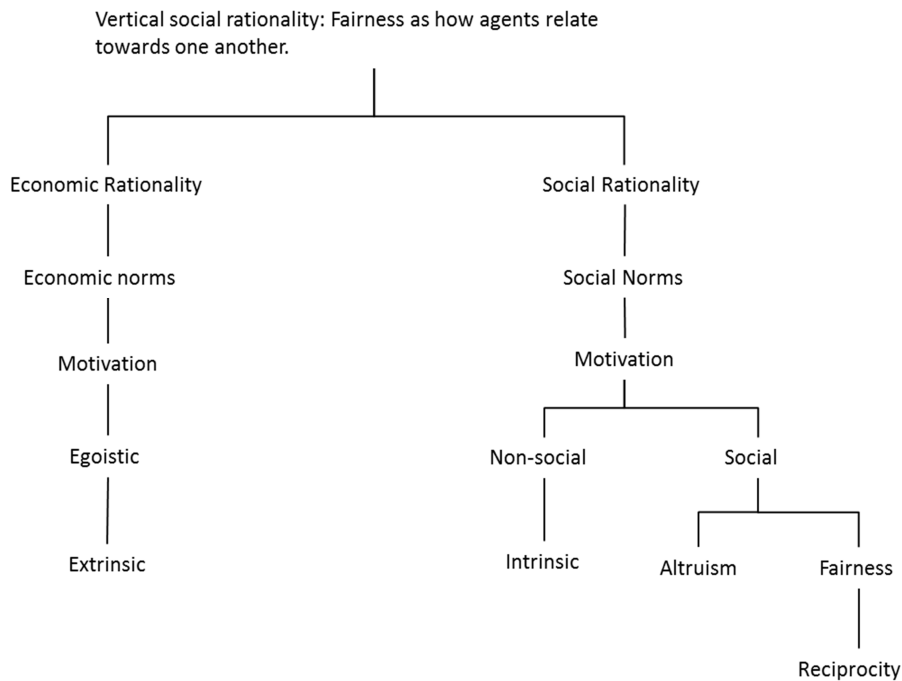 Vertical social rationality: Fairness as how agents relate
towards one another.
Economic Rationality
Social Rationality
Economic norms
Social Norms
Motivation
Motivation
Egoistic
Non-social
Social
Extrinsic
Intrinsic
Altruism
Fairness
Reciprocity